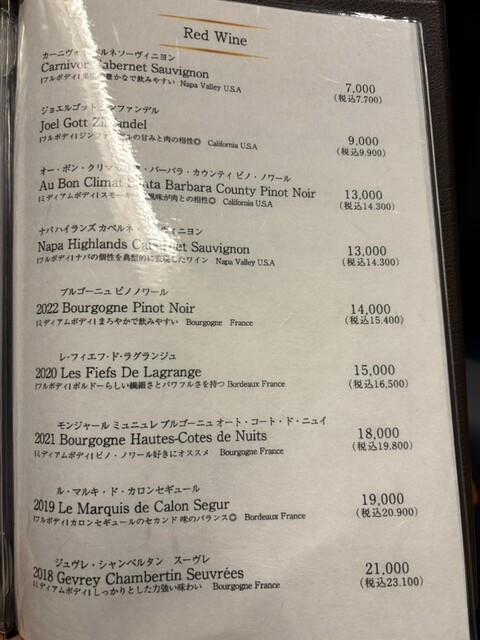 Red Wine
カーニヴォ ベルネソーヴィニヨン
Carnivor Cabernet Sauvignon
[フルボディ] 豊かで飲みやすい Napa Valley U.S.A
7,000
(税込7.700)
ジョエルゴット ンファンデル
Joel Gott Zinfandel
[フルボディ]ジンファンデルの甘みと肉の相性◎ California U.S.A
9,000
(税込9.900)
オー・ボン・クリマ バーバラ・カウンティ ピノ・ノワール
Au Bon Climat Santa Barbara County Pinot Noir
[ミディアムボディ]スモーキー 風味が肉との相性◎ California U.S.A
13,000
(税込14.300)
ナパハイランズ カベルネ ヴィニヨン
Napa Highlands Cabernet Sauvignon
[フルボディ]ナパの個性を典型的に表現したワイン Napa Valley U.S.A
13,000
(税込14.300)
ブルゴーニュ ピノノワール
2022 Bourgogne Pinot Noir
[ミディアムボディ] まろやかで飲みやすい Bourgogne France
14,000
(税込15.400)
レ・フィエフ・ド・ラグランジュ
2020 Les Fiefs De Lagrange
[フルボディ]ボルドーらしい繊細さとパワフルさを持つ Bordeaux France
15,000
(税込16,500)
モンジャール ミュニュレ ブルゴーニュ オート・コート・ド・ニュイ
2021 Bourgogne Hautes-Cotes de Nuits
[ミディアムボディ] ピノ・ノワール好きにオススメ Bourgogne France
18,000
(税込19.800)
ル・マルキ・ド・カロンセギュール
2019 Le Marquis de Calon Segur
[フルボディ]カロンセギュールのセカンド 味のバランス◎ Bordeaux France
19,000
(税込20.900)
ジュヴレ・シャンベルタン スーヴレ
2018 Gevrey Chambertin Seuvrées
[ミディアムボディ] しっかりとした力強い味わい Bourgogne France
21,000
(税込23.100)